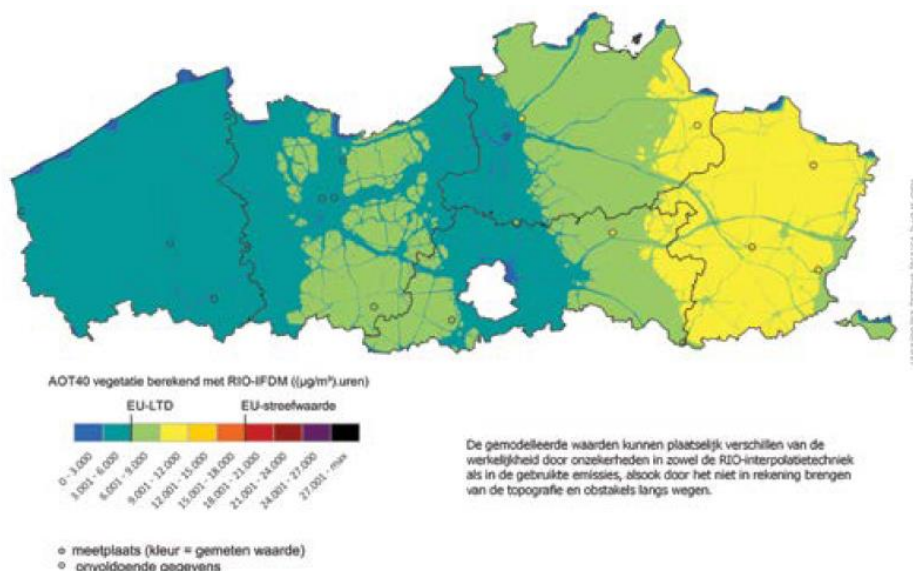 AOT40 vegetatie berekend met RIO-IFDM ((µg/m³).uren)
EU-LTD EU-streefwaarde
0 - 3.000
3.001 - 6.000
6.001 - 9.000
9.001 - 12.000
12.001 - 15.000
15.001 - 18.000
18.001 - 21.000
21.001 - 24.000
24.001 - 27.000
27.001 - max
De gemodelleerde waarden kunnen plaatselijk verschillen van de
werkelijkheid door onzekerheden in zowel de RIO-interpolatietechniek
als in de gebruikte emissies, alsook door het niet in rekening brengen
van de topografie en obstakels langs wegen.
meetplaats (kleur = gemeten waarde)
onvoldoende gegevens